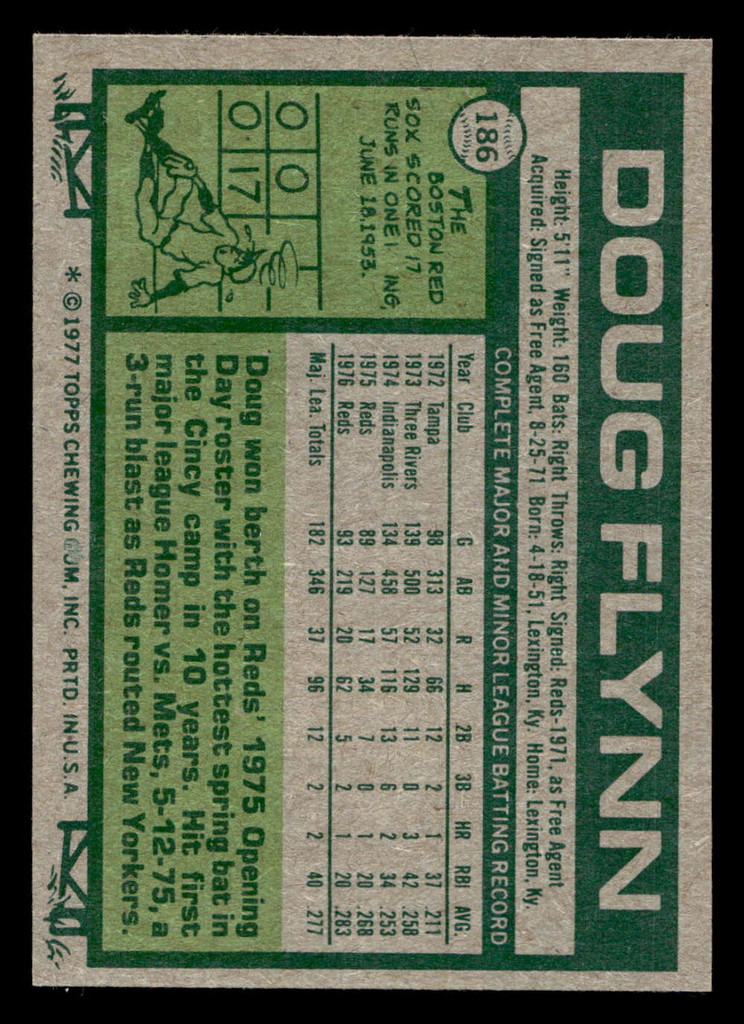 DOUG FLYNN
186
Height: 5'11" Weight: 160 Bats: Right Throws: Right Signed: Reds-1971, as Free Agent
Acquired: Signed as Free Agent, 8-25-71 Born: 4-18-51, Lexington, Ky. Home: Lexington, Ky.
COMPLETE MAJOR AND MINOR LEAGUE BATTING RECORD
Year Club G AB R H 2B 3B HR RBI AVG.
1972 Tampa 98 313 32 66 12 2 1 37 .211
1973 Three Rivers 139 500 52 129 11 0 3 42 .258
1974 Indianapolis 134 458 57 116 13 6 2 34 .253
1975 Reds 89 127 17 34 7 0 1 20 .268
1976 Reds 93 219 20 62 5 2 1 20 .283
Maj. Lea. Totals 182 346 37 96 12 2 2 40 .277
THE
BOSTON RED
SOX SCORED 17
RUNS IN ONE INNING,
JUNE 18, 1953.
0 0
0 17
Doug won berth on Reds' 1975 Opening
Day roster with the hottest spring bat in
the Cincy camp in 10 years. Hit first
major league Homer vs. Mets, 5-12-75, a
3-run blast as Reds routed New Yorkers.
* © 1977 TOPPS CHEWING GUM, INC. PRTD. IN U.S.A.